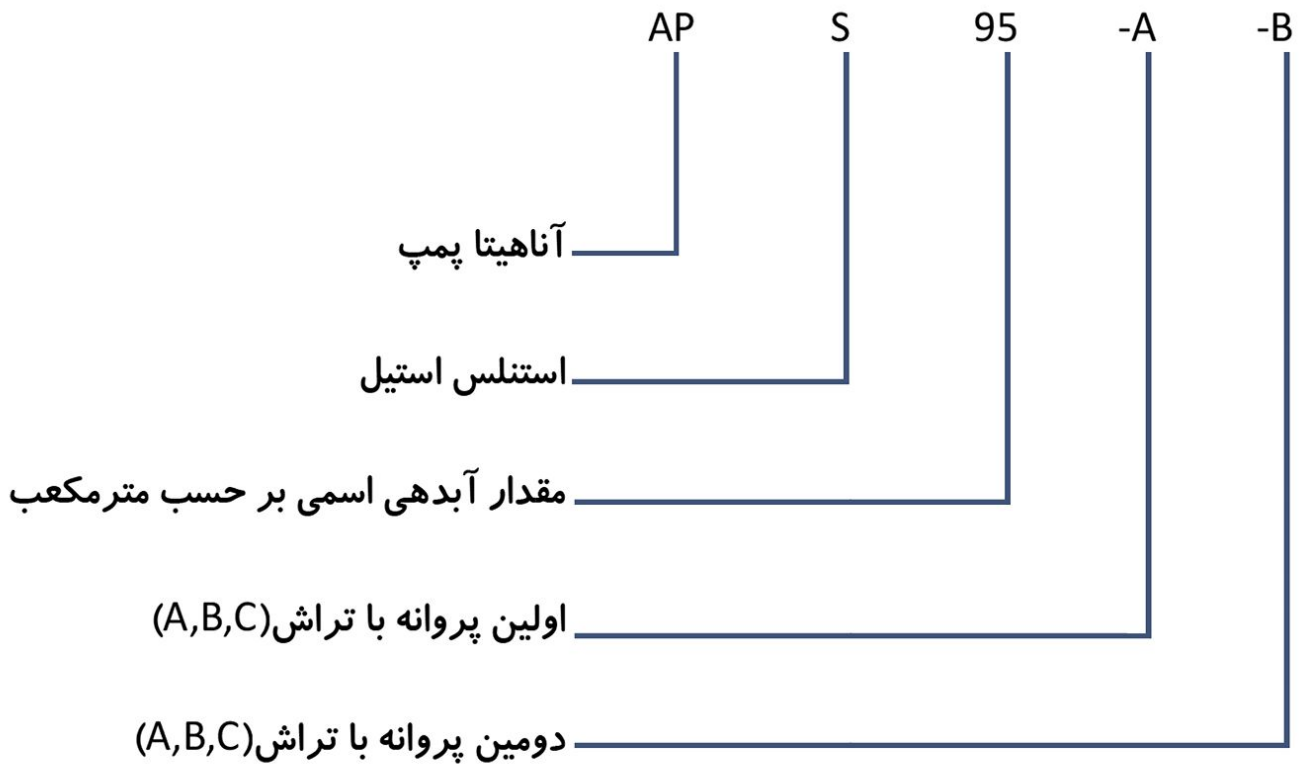 AP S 95 -A -B
آناهیتا پمپ
استنلس استیل
مقدار آبدهی اسمی بر حسب مترمکعب
اولین پروانه با تراش(A,B,C)
دومین پروانه با تراش(A,B,C)